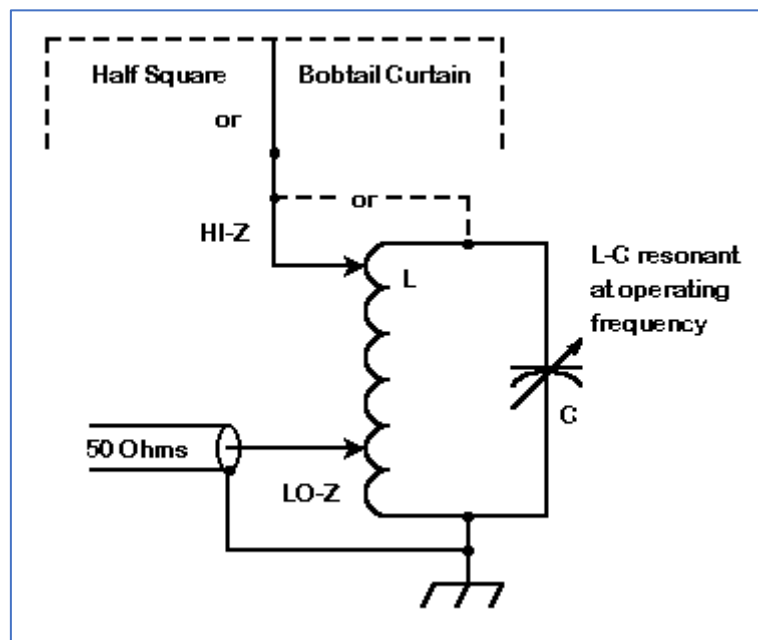 Half Square
Bobtail Curtain
or
or
HI-Z
L
L-C resonant
at operating
frequency
C
50 Ohms
LO-Z